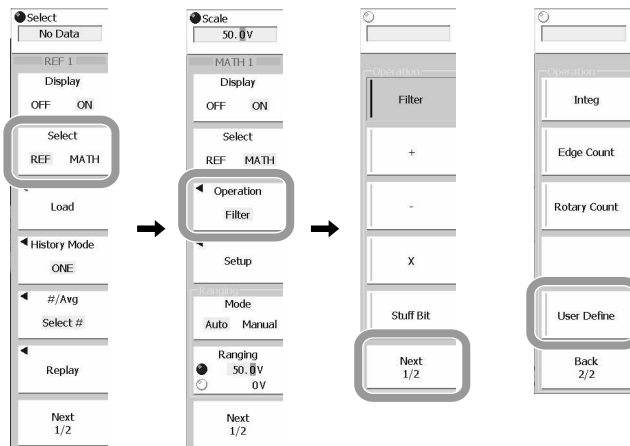 Select
No Data
REF 1
Display
OFF ON
Select
REF MATH
Load
History Mode
ONE
#/Avg
Select #
Replay
Next
1/2
Scale
50.0V
MATH 1
Display
OFF ON
Select
REF MATH
Operation
Filter
Setup
Ranging
Mode
Auto Manual
Ranging
50.0V
0V
Next
1/2
Operation
Filter
+
-
X
Stuff Bit
Next
1/2
Operation
Integ
Edge Count
Rotary Count
User Define
Back
2/2